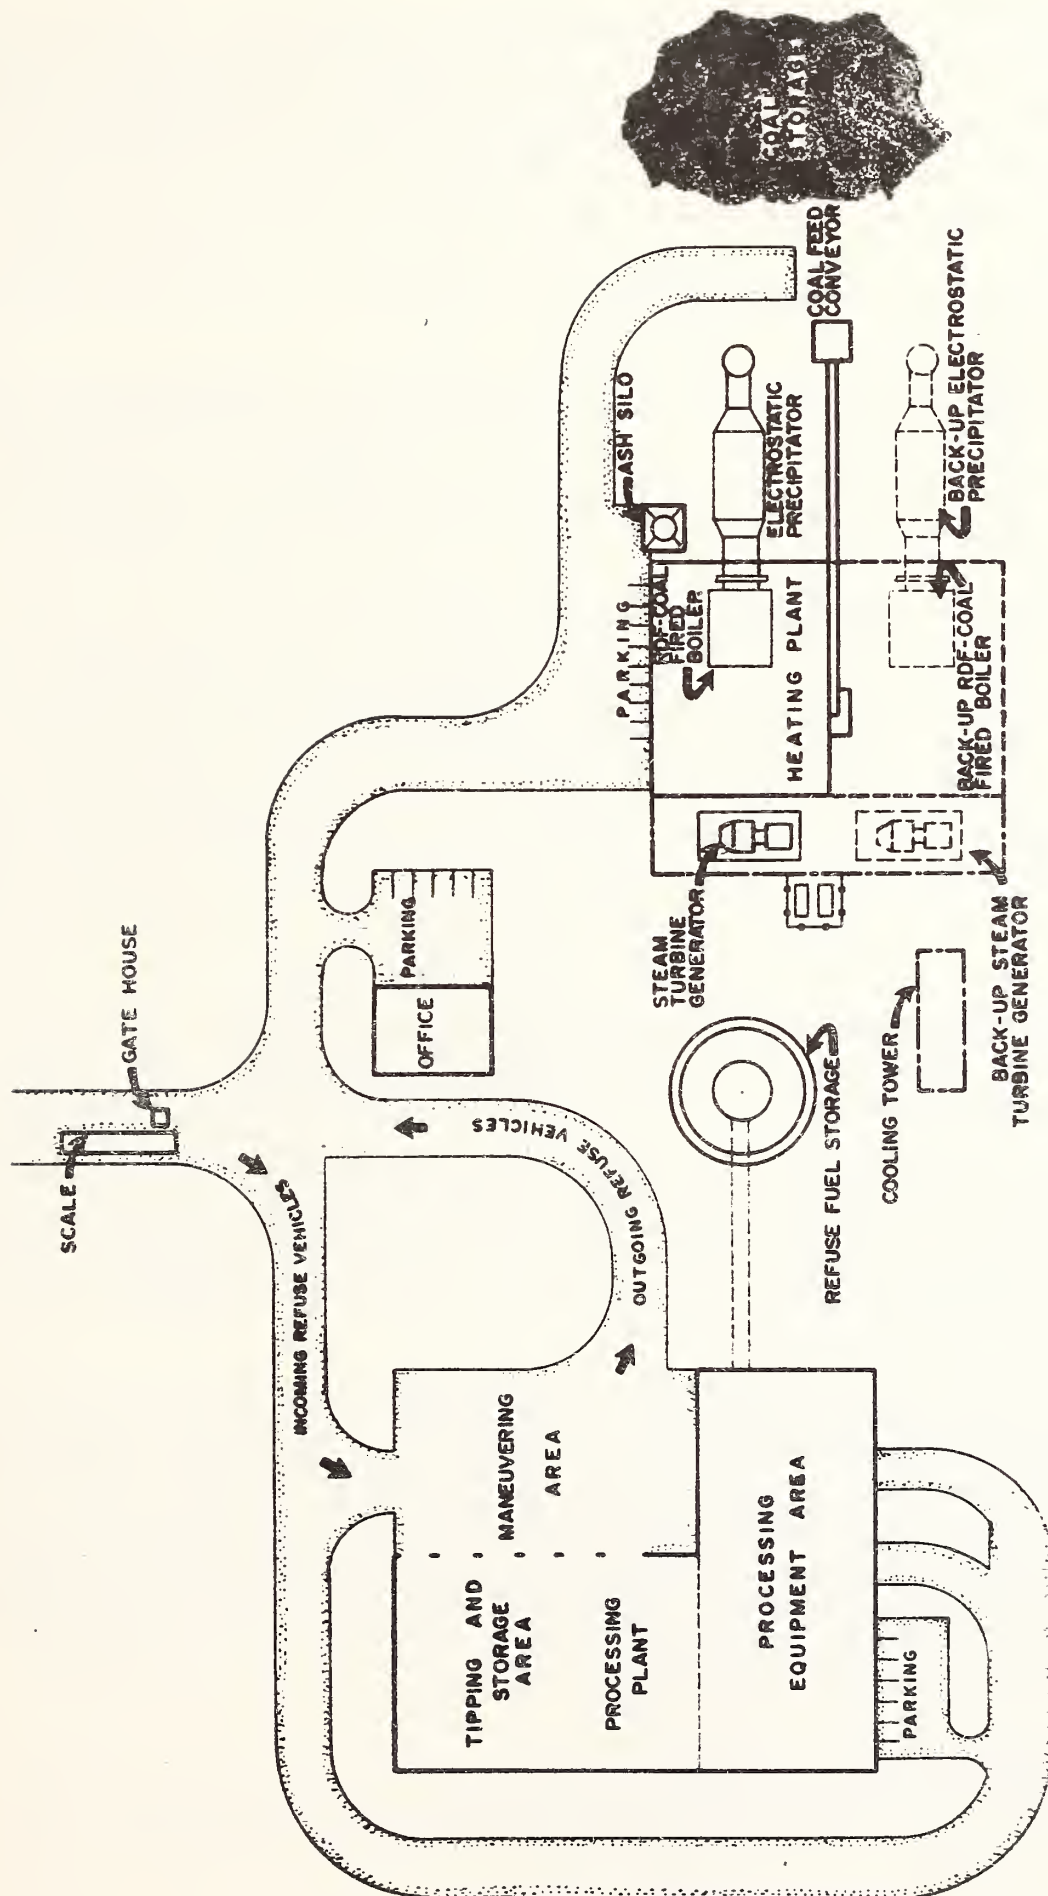 COAL
STORAGE
COAL FEED
CONVEYOR
BACK-UP ELECTROSTATIC
PRECIPITATOR
ASH SILO
ELECTROSTATIC
PRECIPITATOR
PARKING
RDF-COAL
FIRED
BOILER
HEATING PLANT
BACK-UP RDF-COAL
FIRED BOILER
STEAM
TURBINE
GENERATOR
BACK-UP STEAM
TURBINE GENERATOR
COOLING TOWER
REFUSE FUEL STORAGE
GATE HOUSE
SCALE
PARKING
OFFICE
INCOMING REFUSE VEHICLES
OUTGOING REFUSE VEHICLES
MANEUVERING
AREA
TIPPING AND
STORAGE
AREA
PROCESSING
PLANT
PROCESSING
EQUIPMENT AREA
PARKING